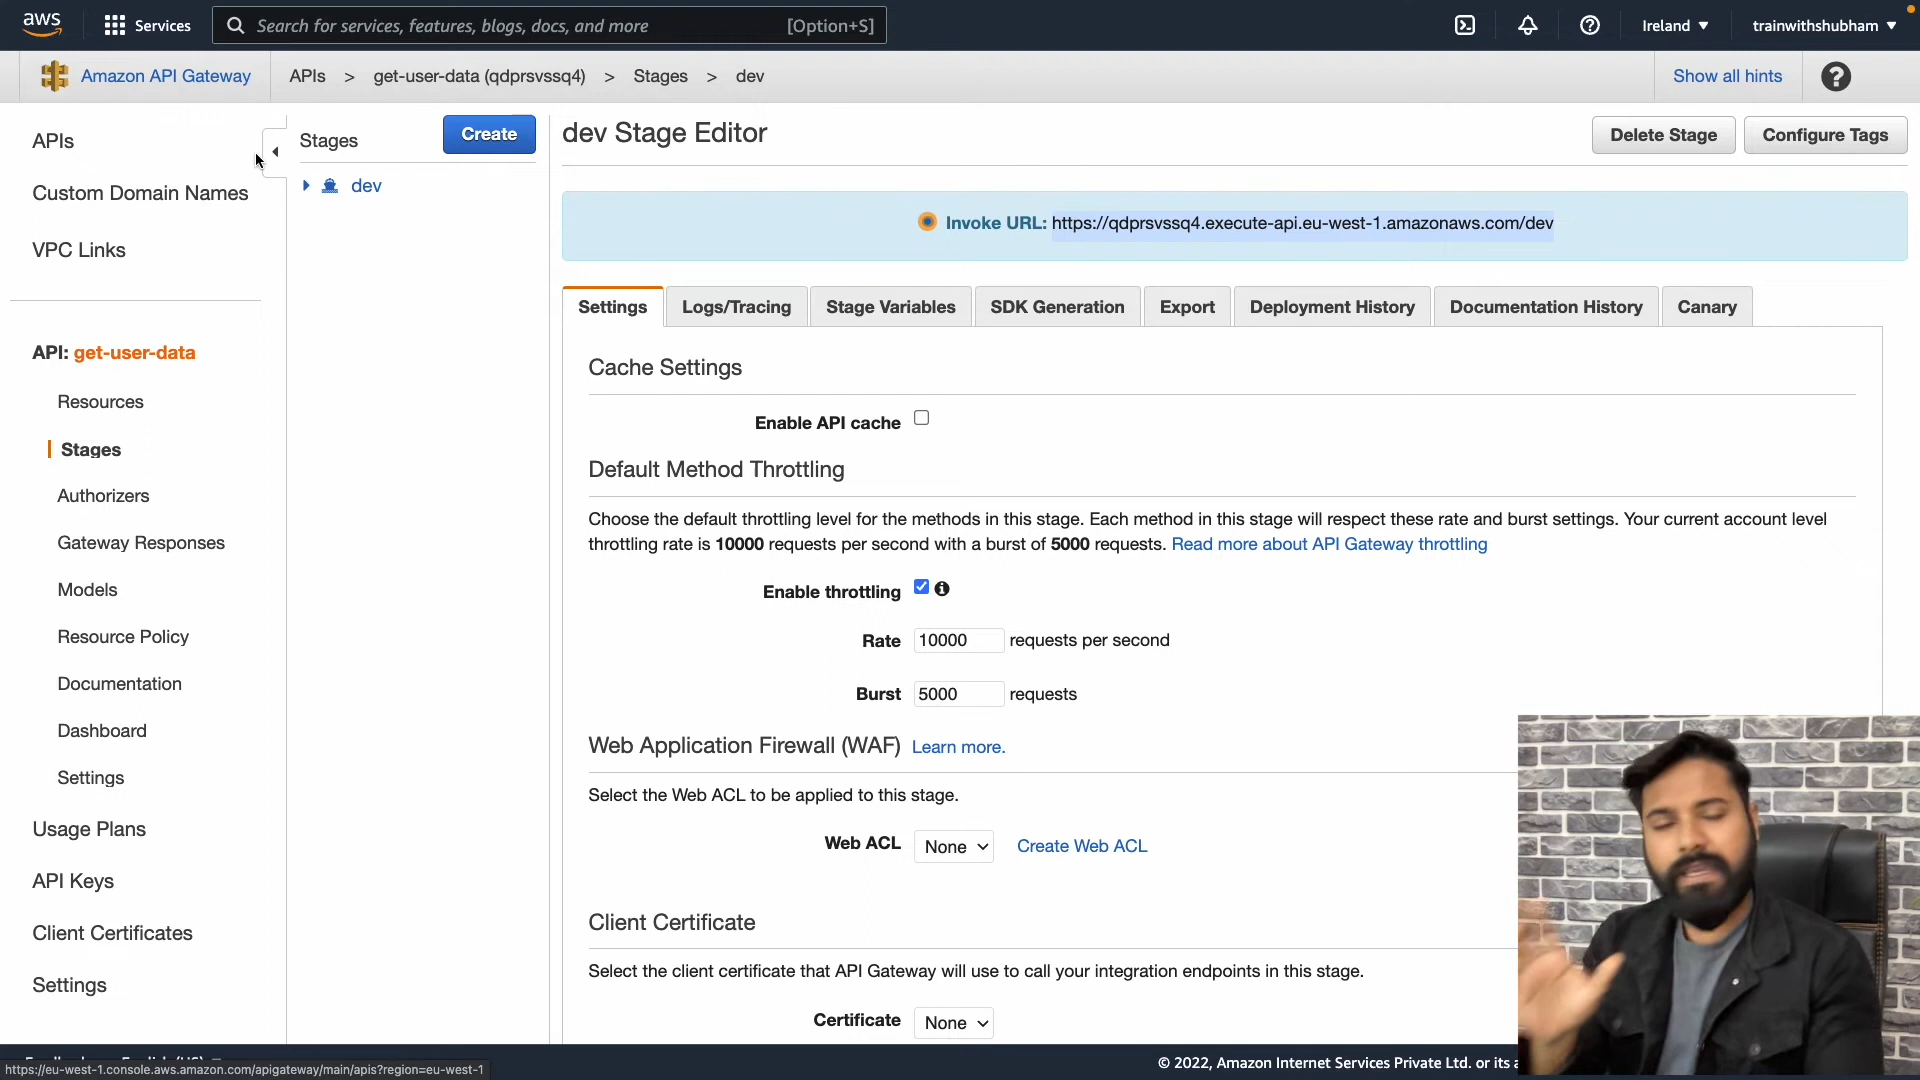 aws
Services
Search for services, features, blogs, docs, and more
[Option+S]
Ireland ▼
trainwithshubham ▼
Amazon API Gateway
APIs > get-user-data (qdprsvssq4) > Stages > dev
Show all hints
APIs
Custom Domain Names
VPC Links
API: get-user-data
Resources
Stages
Authorizers
Gateway Responses
Models
Resource Policy
Documentation
Dashboard
Settings
Usage Plans
API Keys
Client Certificates
Settings
Stages
Create
dev
dev Stage Editor
Delete Stage
Configure Tags
Invoke URL: https://qdprsvssq4.execute-api.eu-west-1.amazonaws.com/dev
Settings
Logs/Tracing
Stage Variables
SDK Generation
Export
Deployment History
Documentation History
Canary
Cache Settings
Enable API cache
Default Method Throttling
Choose the default throttling level for the methods in this stage. Each method in this stage will respect these rate and burst settings. Your current account level
throttling rate is 10000 requests per second with a burst of 5000 requests. Read more about API Gateway throttling
Enable throttling
Rate 10000 requests per second
Burst 5000 requests
Web Application Firewall (WAF) Learn more.
Select the Web ACL to be applied to this stage.
Web ACL None Create Web ACL
Client Certificate
Select the client certificate that API Gateway will use to call your integration endpoints in this stage.
Certificate None
© 2022, Amazon Internet Services Private Ltd. or its
https://eu-west-1.console.aws.amazon.com/apigateway/main/apis?region=eu-west-1